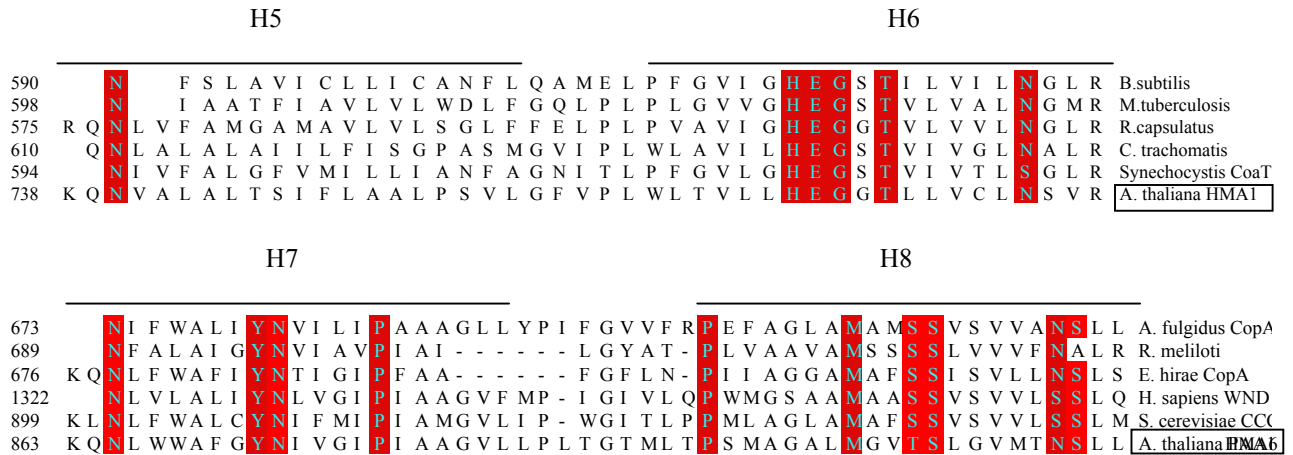 H5 H6
590 N F S L A V I C L L I C A N F L Q A M E L P F G V I G H E G S T I L V I L N G L R B.subtilis
598 N I A A T F I A V L V L W D L F G Q L P L P L G V V G H E G S T V L V A L N G M R M.tuberculosis
575 R Q N L V F A M G A M A V L V L S G L F F E L P L P V A V I G H E G G T V L V V L N G L R R.capsulatus
610 Q N L A L A L A I I L F I S G P A S M G V I P L W L A V I L H E G S T V I V G L N A L R C. trachomatis
594 N I V F A L G F V M I L L I A N F A G N I T L P F G V L G H E G S T V I V T L S G L R Synechocystis CoaT
738 K Q N V A L A L T S I F L A A L P S V L G F V P L W L T V L L H E G G T L L V C L N S V R A. thaliana HMA1
H7 H8
673 N I F W A L I Y N V I L I P A A A G L L Y P I F G V V F R P E F A G L A M A M S S V S V V A N S L L A. fulgidus CopA
689 N F A L A I G Y N V I A V P I A I - - - - - L G Y A T - P L V A A V A M S S S S L V V V F N A L R R. meliloti
676 K Q N L F W A F I Y N T I G I P F A A - - - - - F G F L N - P I I A G G A M A F S S I S V L L N S L S E. hirae CopA
1322 N L V L A L I Y N L V G I P I A A G V F M P - I G I V L Q P W M G S A A M A A S S V S V V L S S L Q H. sapiens WND
899 K L N L F W A L C Y N I F M I P I A M G V L I P - W G I T L P P M L A G L A M A F S S V S V V L S S L M S. cerevisiae CCC
863 K Q N L W W A F G Y N I V G I P I A A G V L L P L T G T M L T P S M A G A L M G V T S L G V M T N S L L A. thaliana